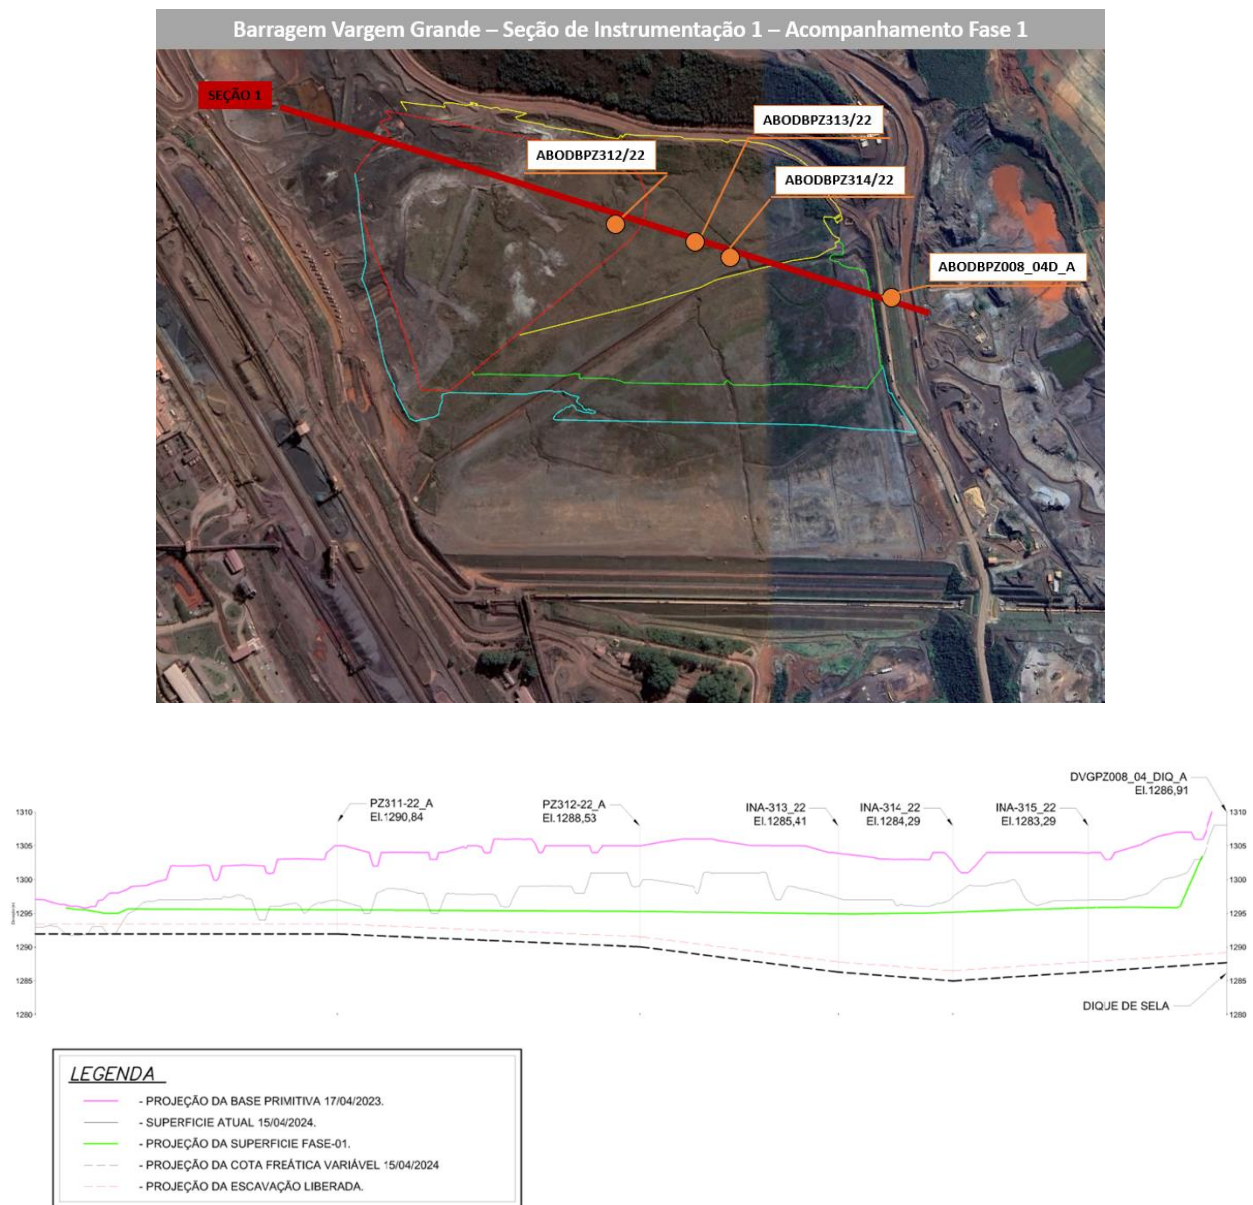 Barragem Vargem Grande – Seção de Instrumentação 1 – Acompanhamento Fase 1
SEÇÃO 1
ABODBPZ313/22
ABODBPZ312/22
ABODBPZ314/22
ABODBPZ008_04D_A
DVGPZ008_04_DIQ_A
El.1286,91
PZ311-22_A
El.1290,84
PZ312-22_A
El.1288,53
INA-313_22
El.1285,41
INA-314_22
El.1284,29
INA-315_22
El.1283,29
1310
1305
1300
1295
1290
1285
1280
1310
1305
1300
1295
1290
1285
1280
DIQUE DE SELA
LEGENDA
- PROJEÇÃO DA BASE PRIMITIVA 17/04/2023.
- SUPERFICIE ATUAL 15/04/2024.
- PROJEÇÃO DA SUPERFICIE FASE-01.
- PROJEÇÃO DA COTA FREÁTICA VARIÁVEL 15/04/2024
- PROJEÇÃO DA ESCAVAÇÃO LIBERADA.